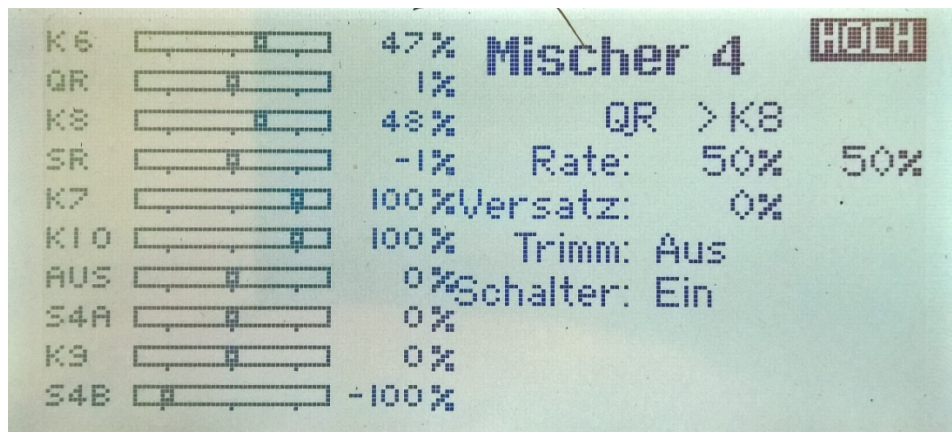 K6 47%
QR 1%
K8 48%
SR -1%
K7 100%
K10 100%
AUS 0%
S4A 0%
K9 0%
S4B -100%
Mischer 4 HOCH
QR >K8
Rate: 50% 50%
Versatz: 0%
Trimm: Aus
Schalter: Ein